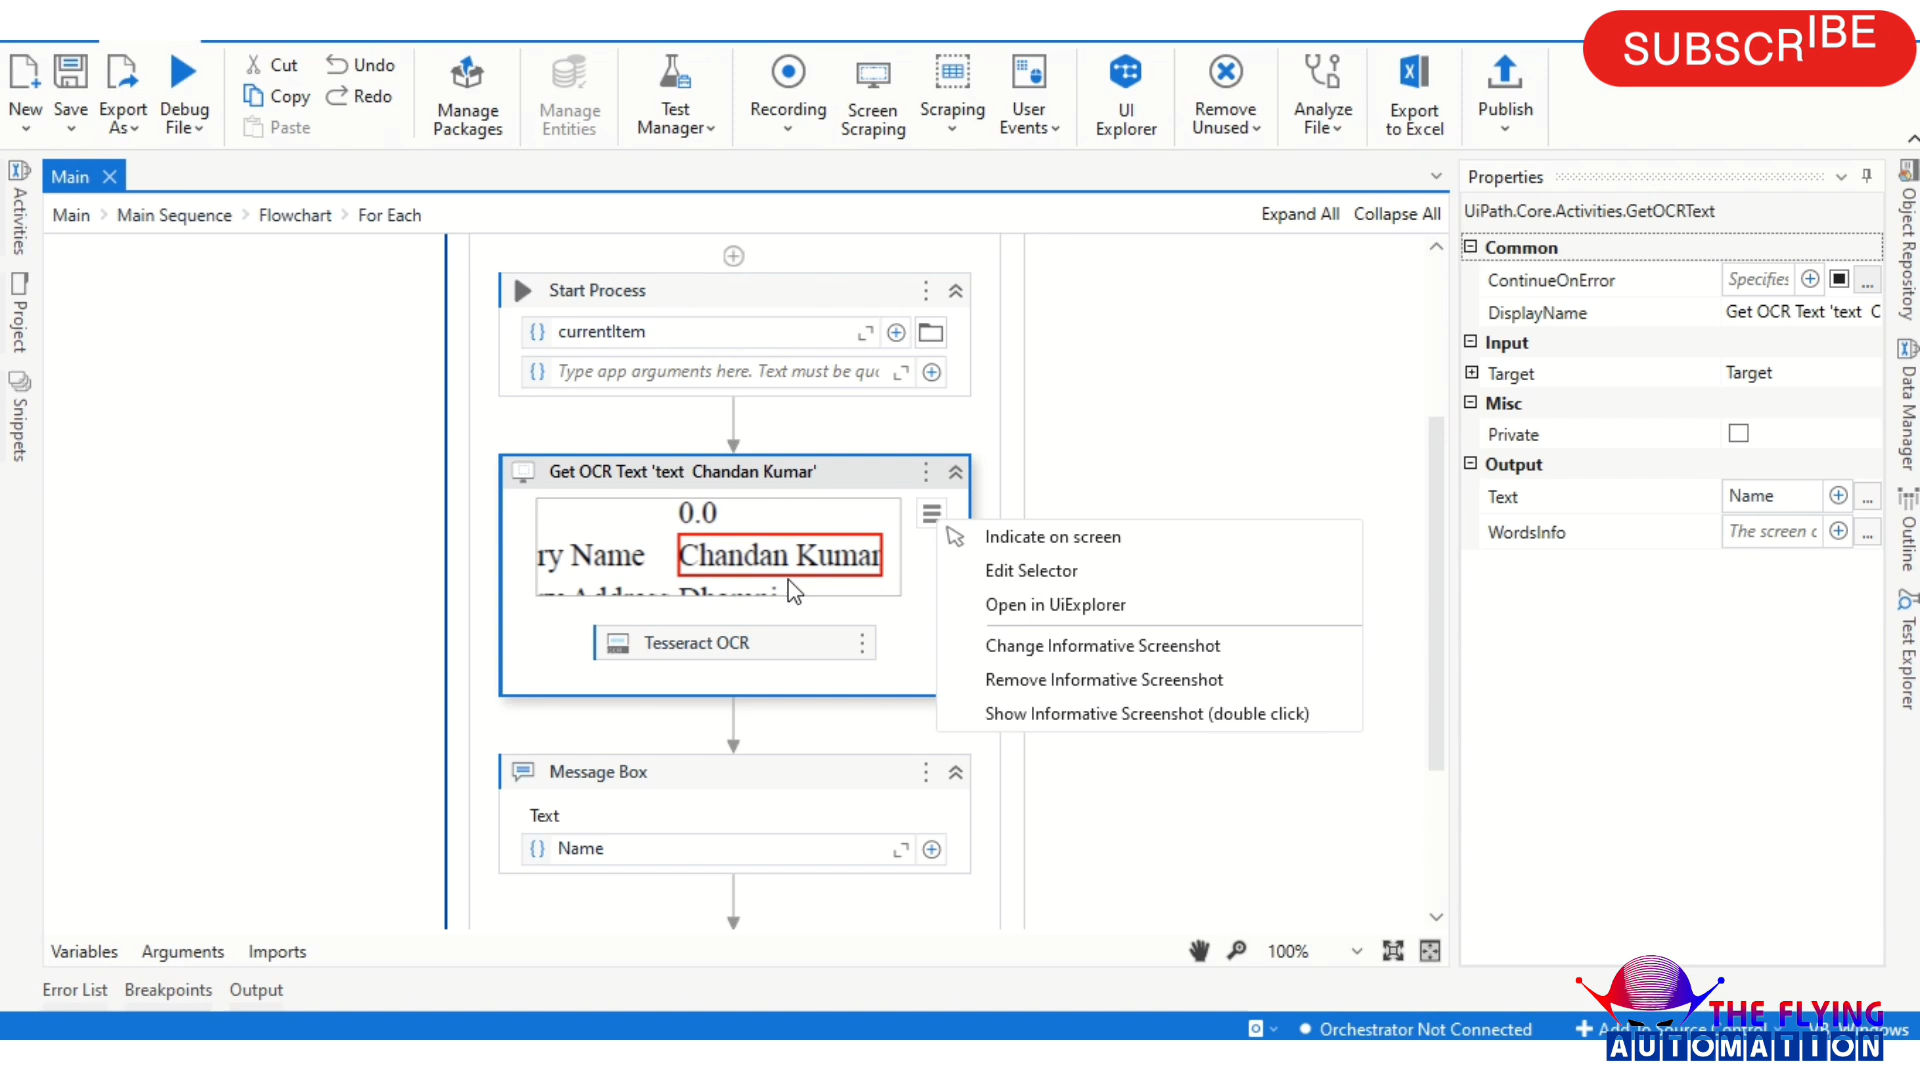 SUBSCRIBE
New
Save
Export As
Debug File
Cut
Copy
Paste
Undo
Redo
Manage Packages
Manage Entities
Test Manager
Recording
Screen Scraping
Scraping
User Events
UI Explorer
Remove Unused
Analyze File
Export to Excel
Publish
Activities
Project
Snippets
Main
Main > Main Sequence > Flowchart > For Each
Expand All Collapse All
Start Process
{} currentItem
{} Type app arguments here. Text must be quo
Get OCR Text 'text Chandan Kumar'
0.0
ry Name Chandan Kumar
Tesseract OCR
Indicate on screen
Edit Selector
Open in UiExplorer
Change Informative Screenshot
Remove Informative Screenshot
Show Informative Screenshot (double click)
Message Box
Text
{} Name
Variables Arguments Imports
100%
Error List Breakpoints Output
Properties
UiPath.Core.Activities.GetOCRText
Common
ContinueOnError Specifies ...
DisplayName Get OCR Text 'text C
Input
Target Target
Misc
Private
Output
Text Name ...
WordsInfo The screen c ...
Object Repository
Data Manager
Outline
Test Explorer
Orchestrator Not Connected
Add to Source Control
VB Windows
THE FLYING
AUTOMATION